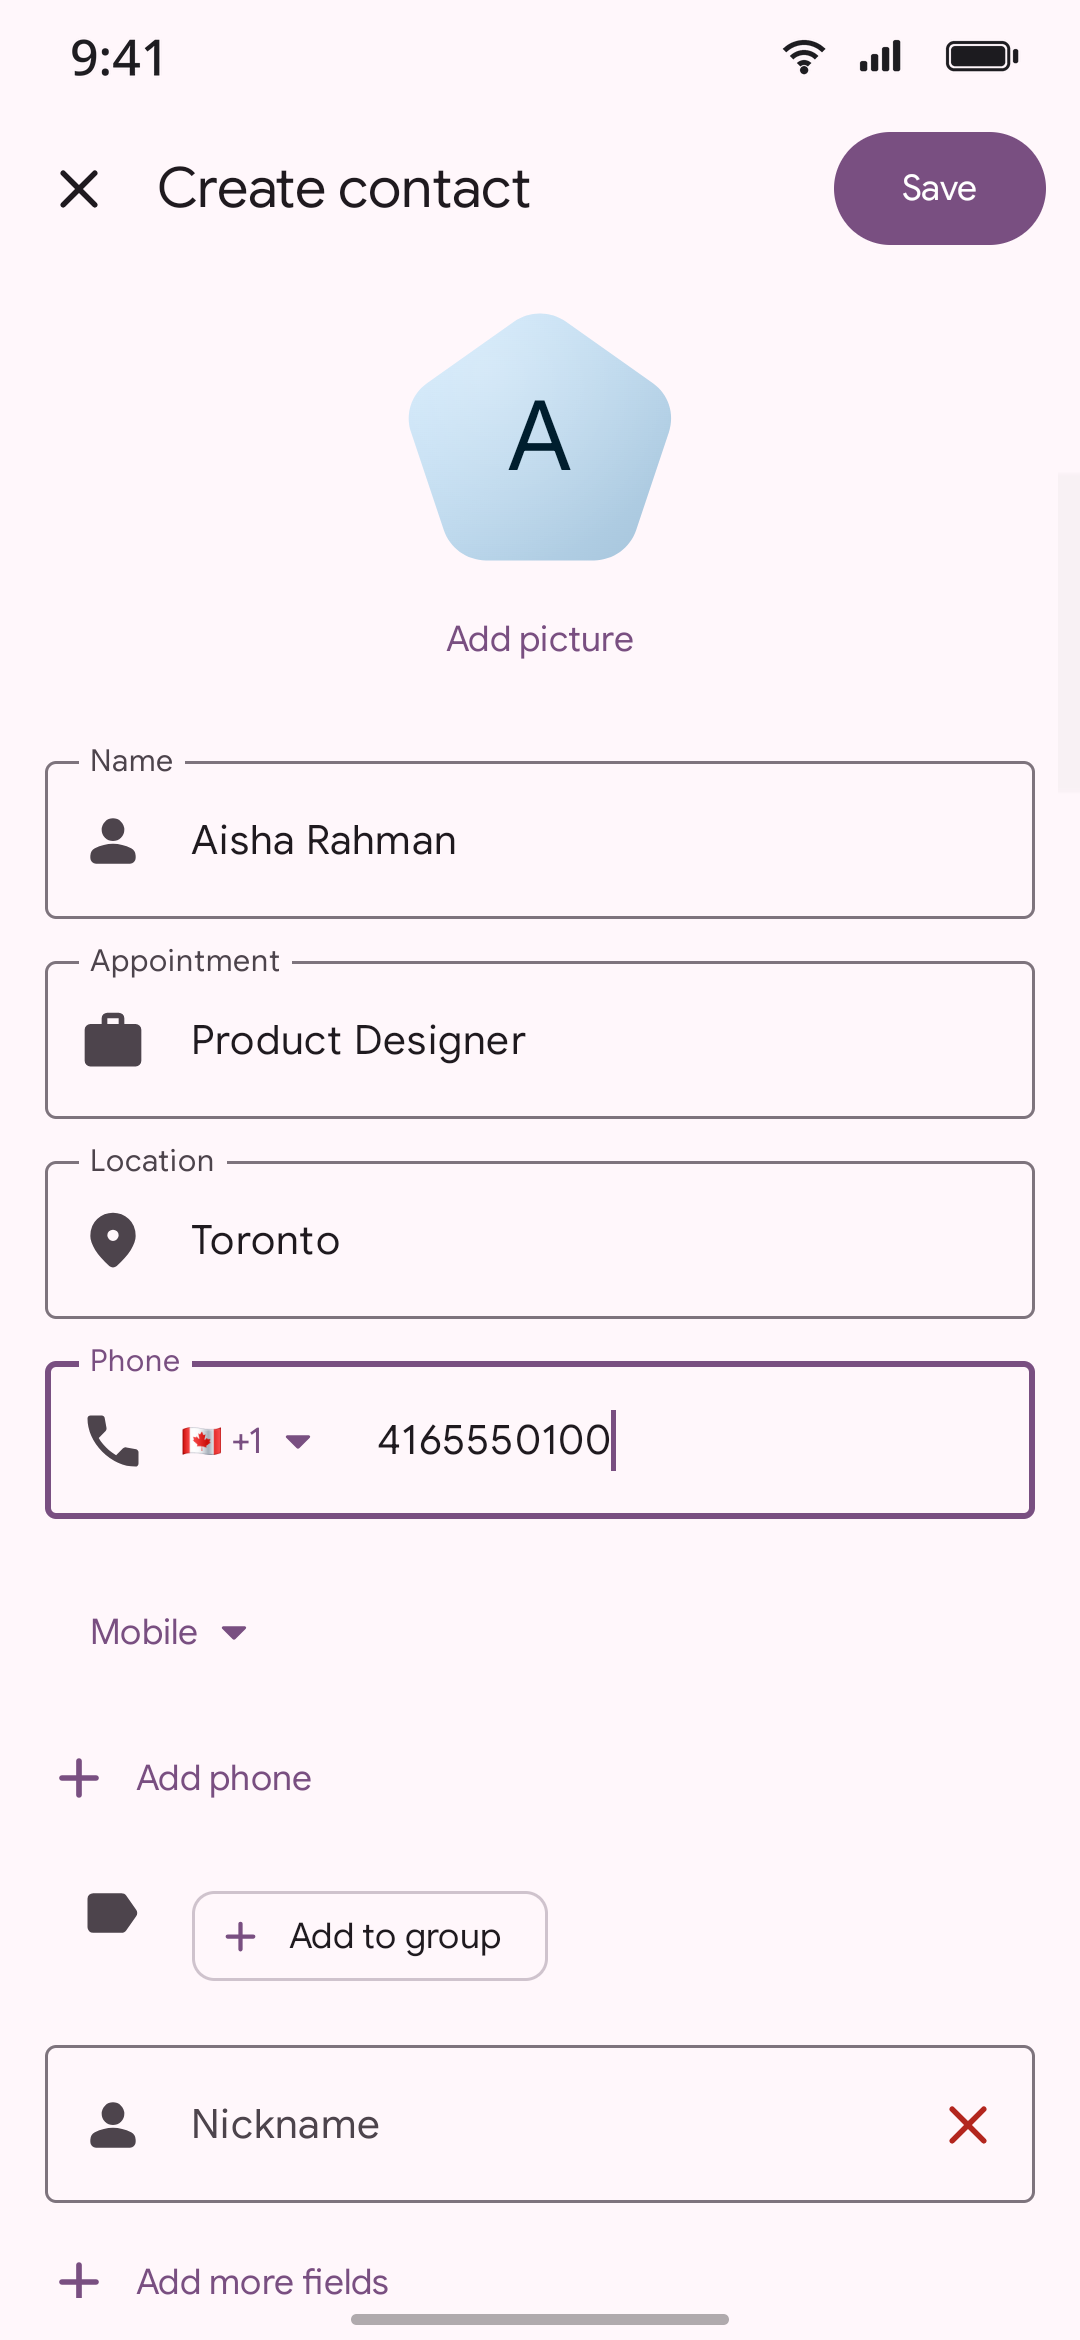 9:41
Create contact
Save
A
Add picture
Name
Aisha Rahman
Appointment
Product Designer
Location
Toronto
Phone
🇨🇦 +1 4165550100
Mobile
Add phone
Add to group
Nickname
Add more fields